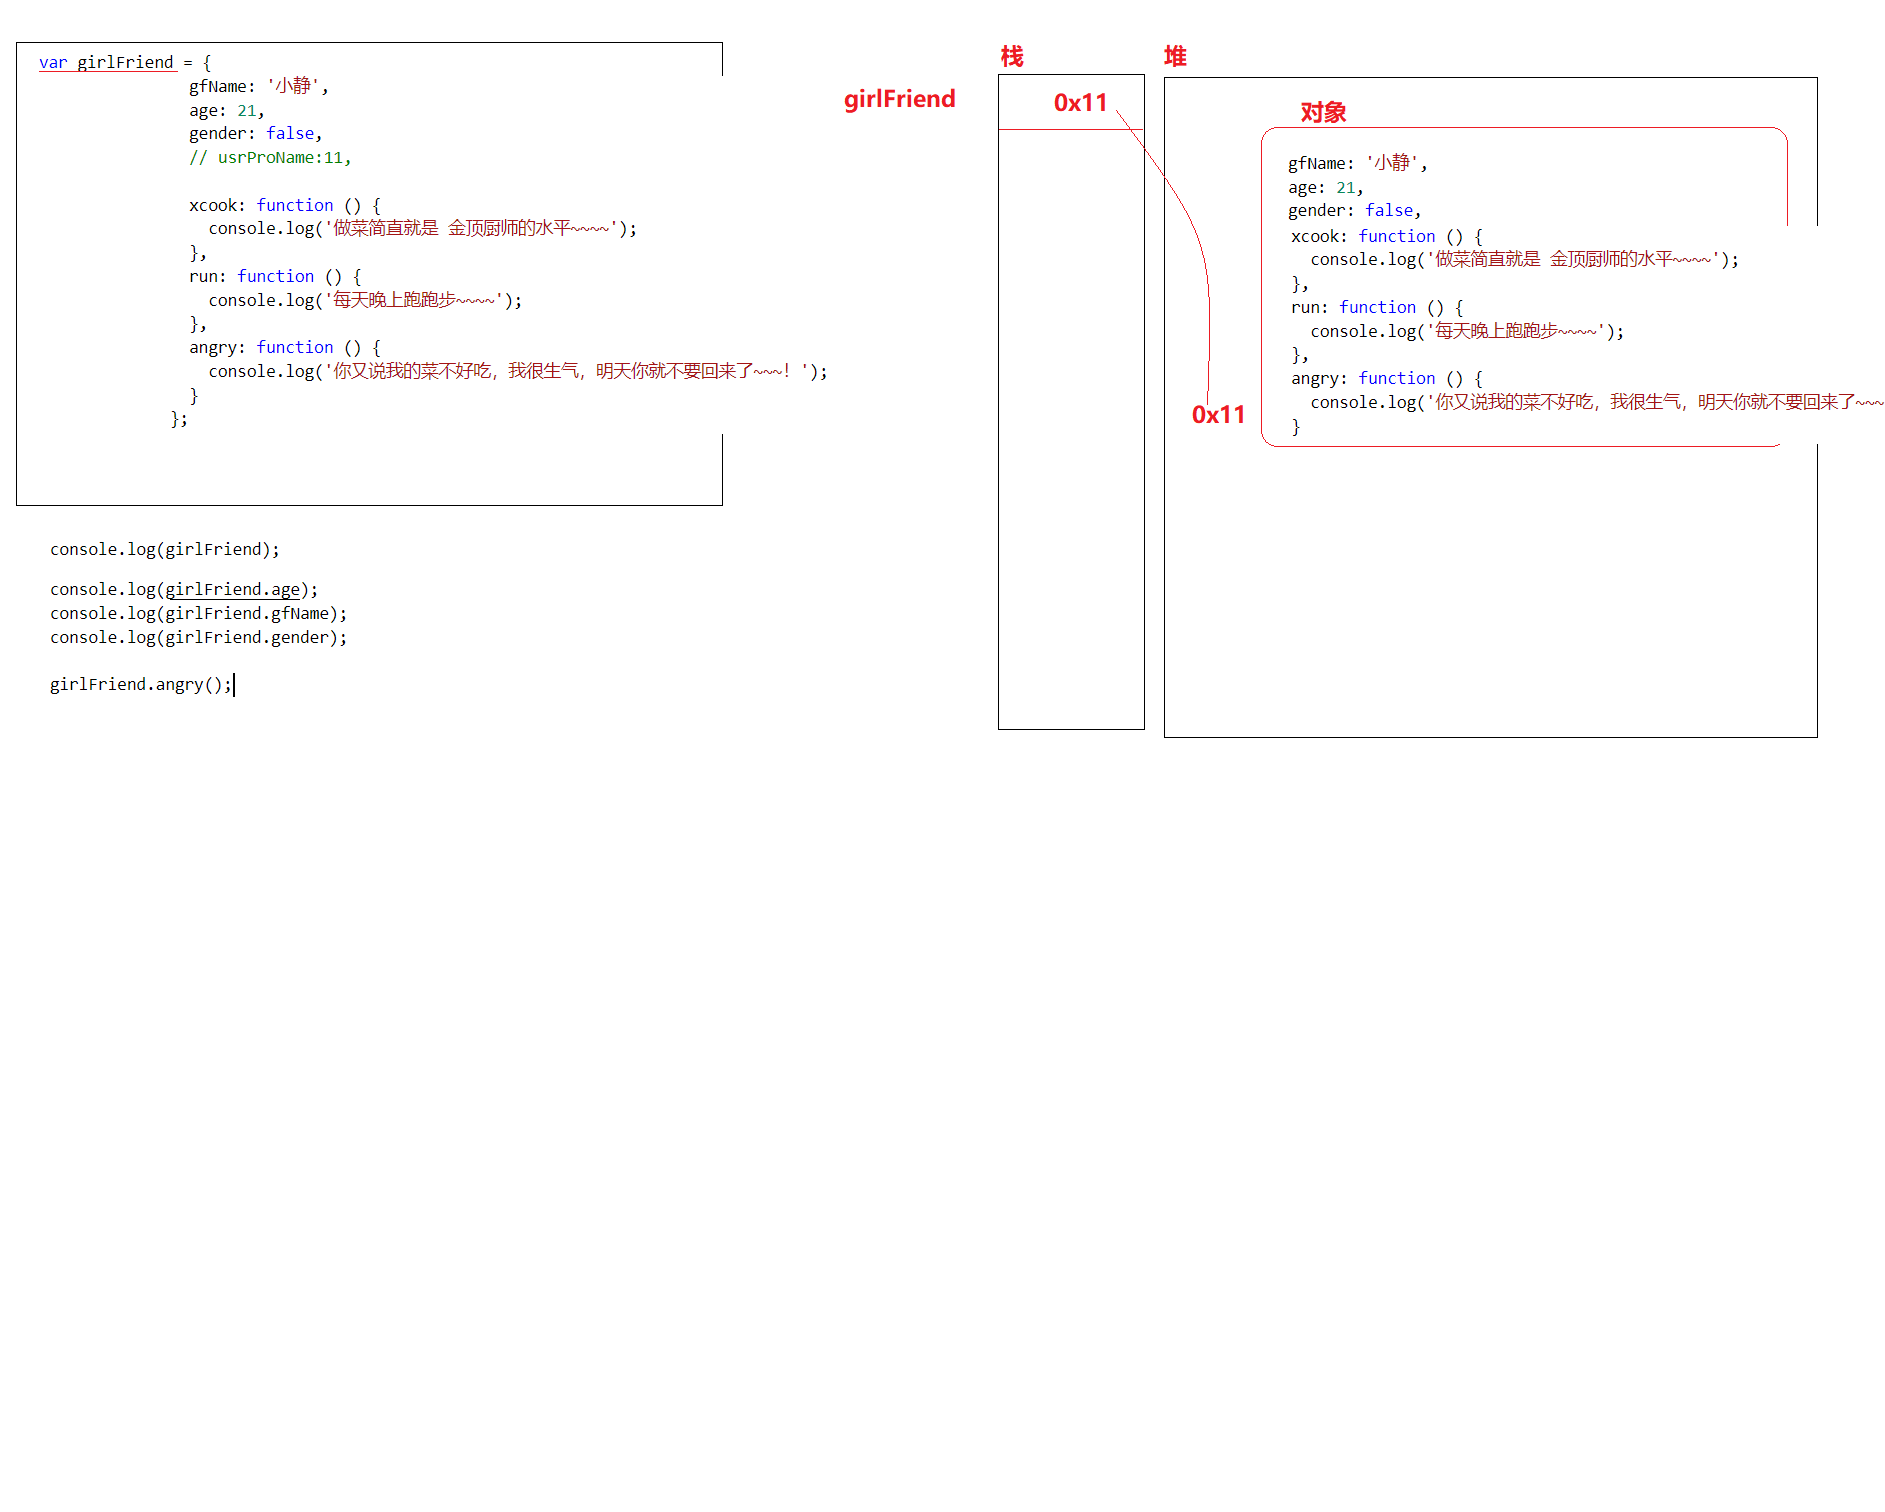 var girlFriend = {
gfName: '小静',
age: 21,
gender: false,
// usrProName:11,
xcook: function () {
console.log('做菜简直就是 金顶厨师的水平~~~~');
},
run: function () {
console.log('每天晚上跑跑步~~~~');
},
angry: function () {
console.log('你又说我的菜不好吃，我很生气，明天你就不要回来了~~~！');
}
};
console.log(girlFriend);
console.log(girlFriend.age);
console.log(girlFriend.gfName);
console.log(girlFriend.gender);
girlFriend.angry();
girlFriend
栈
0x11
堆
对象
0x11
gfName: '小静',
age: 21,
gender: false,
xcook: function () {
console.log('做菜简直就是 金顶厨师的水平~~~~');
},
run: function () {
console.log('每天晚上跑跑步~~~~');
},
angry: function () {
console.log('你又说我的菜不好吃，我很生气，明天你就不要回来了~~~
}